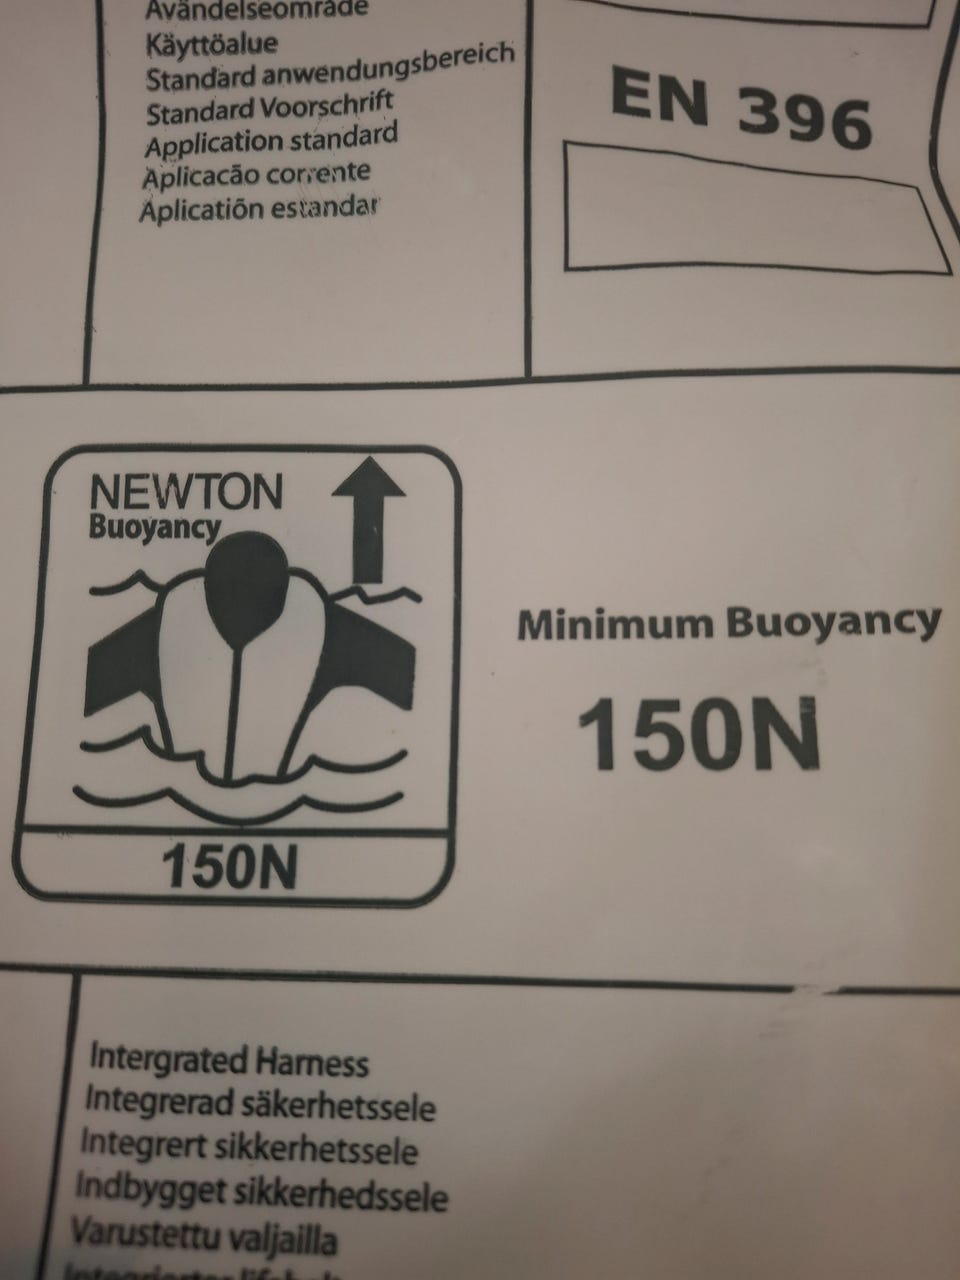 Avändelseområde
Käyttöalue
Standard anwendungsbereich
Standard Voorschrift
Application standard
Aplicacão corrente
Aplicatiõn estandar
EN 396
NEWTON
Buoyancy
150N
Minimum Buoyancy
150N
Intergrated Harness
Integrerad säkerhetssele
Integrert sikkerhetssele
Indbygget sikkerhedssele
Varustettu valjailla